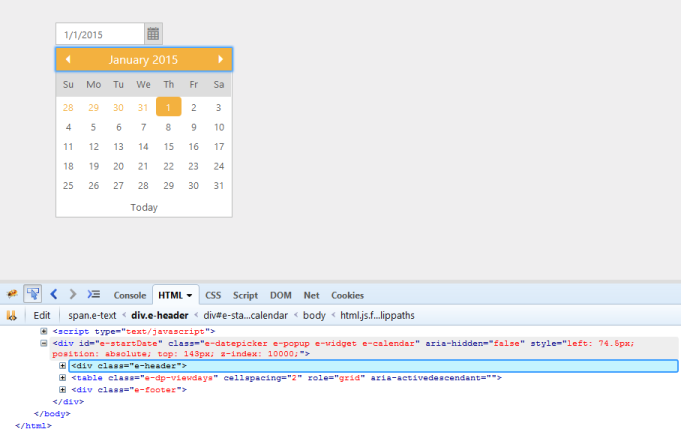 1/1/2015
January 2015
Su Mo Tu We Th Fr Sa
28 29 30 31 1 2 3
4 5 6 7 8 9 10
11 12 13 14 15 16 17
18 19 20 21 22 23 24
25 26 27 28 29 30 31
Today
Console HTML CSS Script DOM Net Cookies
Edit span.e-text < div.e-header < div#e-sta...calendar < body < html.js.f...lippaths
<script type="text/javascript">
<div id="e-startDate" class="e-datepicker e-popup e-widget e-calendar" aria-hidden="false" style="left: 74.5px;
position: absolute; top: 143px; z-index: 10000;">
<div class="e-header">
<table class="e-dp-viewdays" cellspacing="2" role="grid" aria-activedescendant="">
<div class="e-footer">
</div>
</body>
</html>